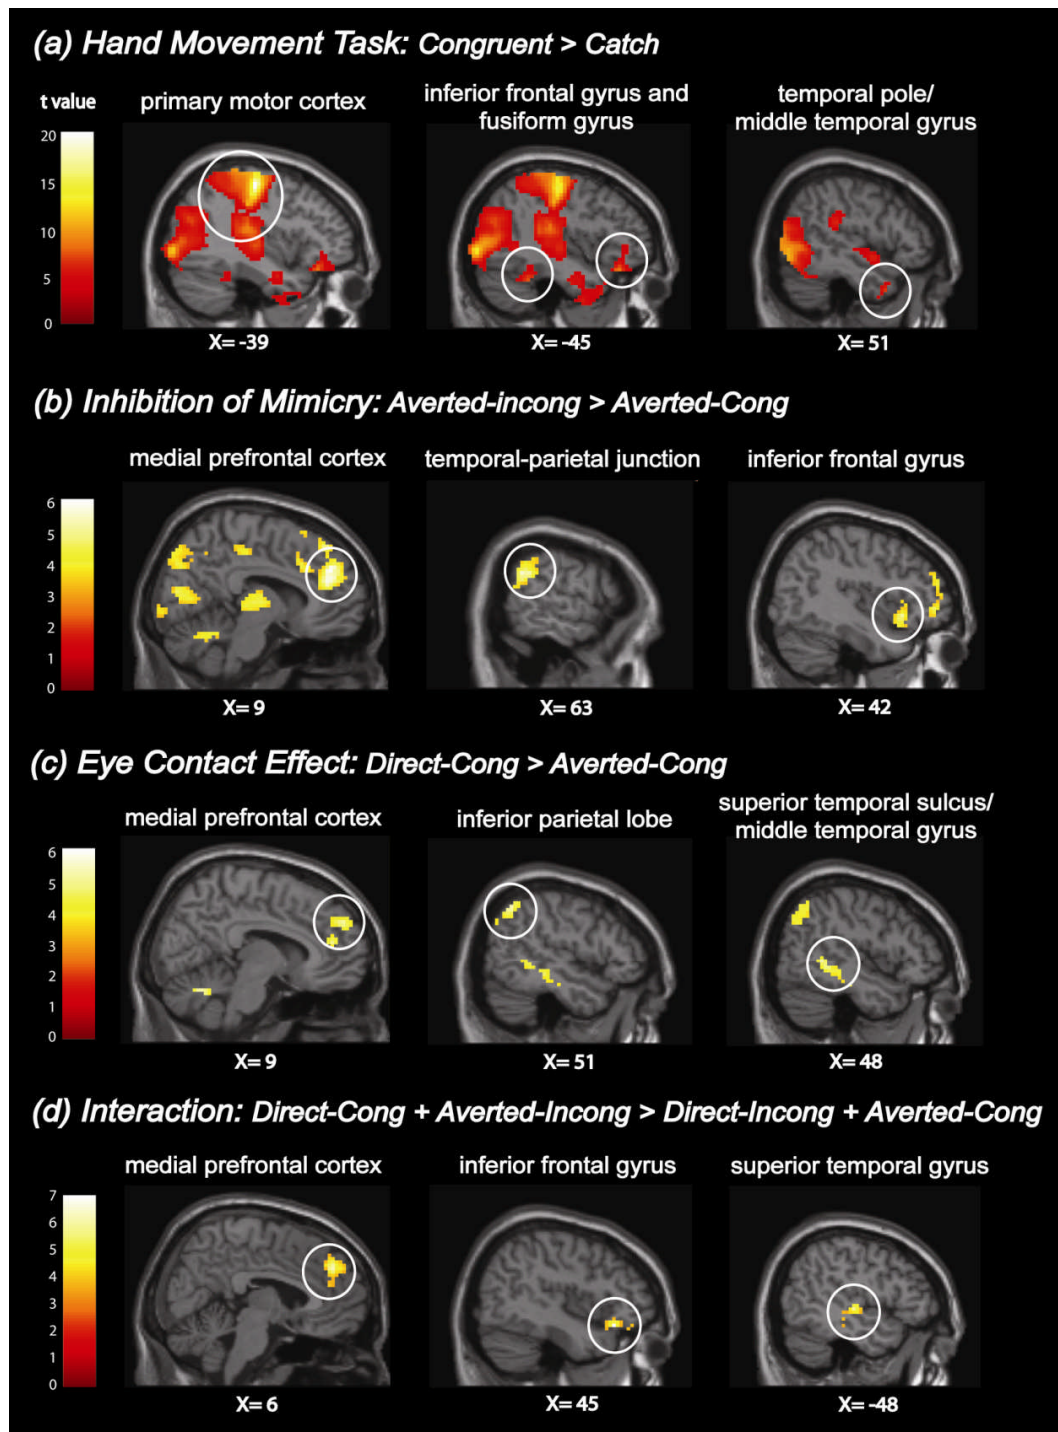 (a) Hand Movement Task: Congruent > Catch
t value
primary motor cortex
inferior frontal gyrus and
fusiform gyrus
temporal pole/
middle temporal gyrus
20
15
10
5
0
X= -39
X= -45
X= 51
(b) Inhibition of Mimicry: Averted-incong > Averted-Cong
medial prefrontal cortex
temporal-parietal junction
inferior frontal gyrus
6
5
4
3
2
1
0
X= 9
X= 63
X= 42
(c) Eye Contact Effect: Direct-Cong > Averted-Cong
medial prefrontal cortex
inferior parietal lobe
superior temporal sulcus/
middle temporal gyrus
6
5
4
3
2
1
0
X= 9
X= 51
X= 48
(d) Interaction: Direct-Cong + Averted-Incong > Direct-Incong + Averted-Cong
medial prefrontal cortex
inferior frontal gyrus
superior temporal gyrus
7
6
5
4
3
2
1
0
X= 6
X= 45
X= -48